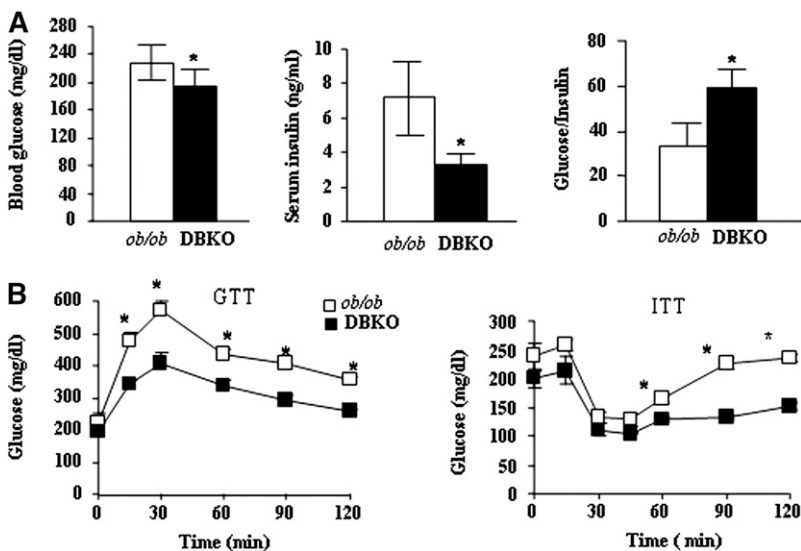 A
Blood glucose (mg/dl)
280
240
200
160
120
80
40
0
*
ob/ob DBKO
Serum insulin (ng/ml)
10
8
6
4
2
0
*
ob/ob DBKO
Glucose/Insulin
80
60
40
20
0
*
ob/ob DBKO
B
GTT
ob/ob
DBKO
Glucose (mg/dl)
600
500
400
300
200
100
0
* * * * *
0 30 60 90 120
Time (min)
ITT
Glucose (mg/dl)
300
250
200
150
100
50
0
* * *
0 30 60 90 120
Time ( min)